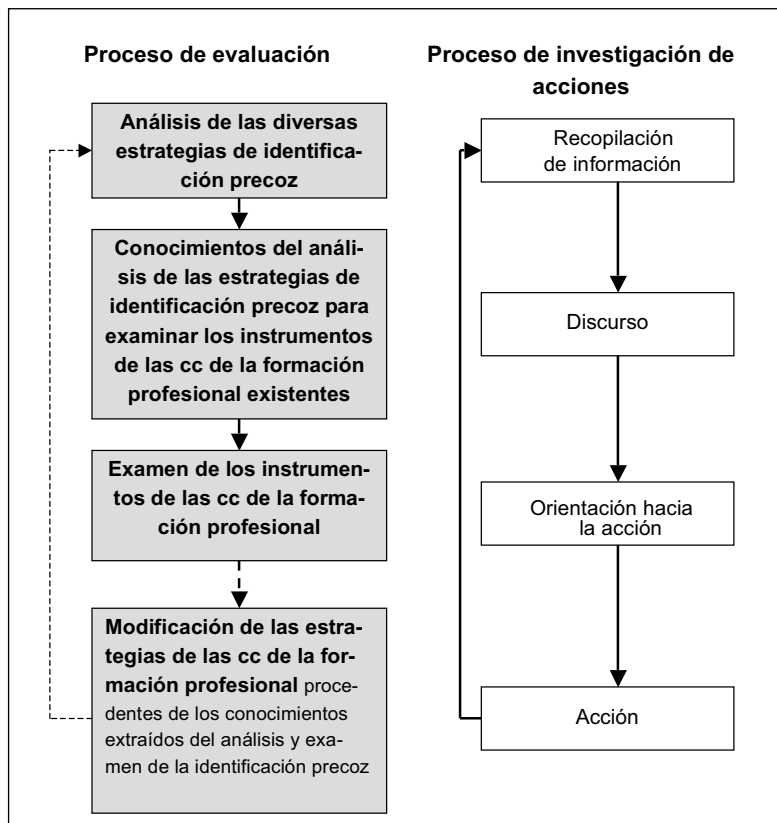 Proceso de evaluación
Análisis de las diversas
estrategias de identifica-
ción precoz
Conocimientos del análi-
sis de las estrategias de
identificación precoz para
examinar los instrumentos
de las cc de la formación
profesional existentes
Examen de los instrumen-
tos de las cc de la forma-
ción profesional
Modificación de las estra-
tegias de las cc de la for-
mación profesional proce-
dentes de los conocimientos
extraídos del análisis y exa-
men de la identificación precoz
Proceso de investigación de
acciones
Recopilación
de información
Discurso
Orientación hacia
la acción
Acción